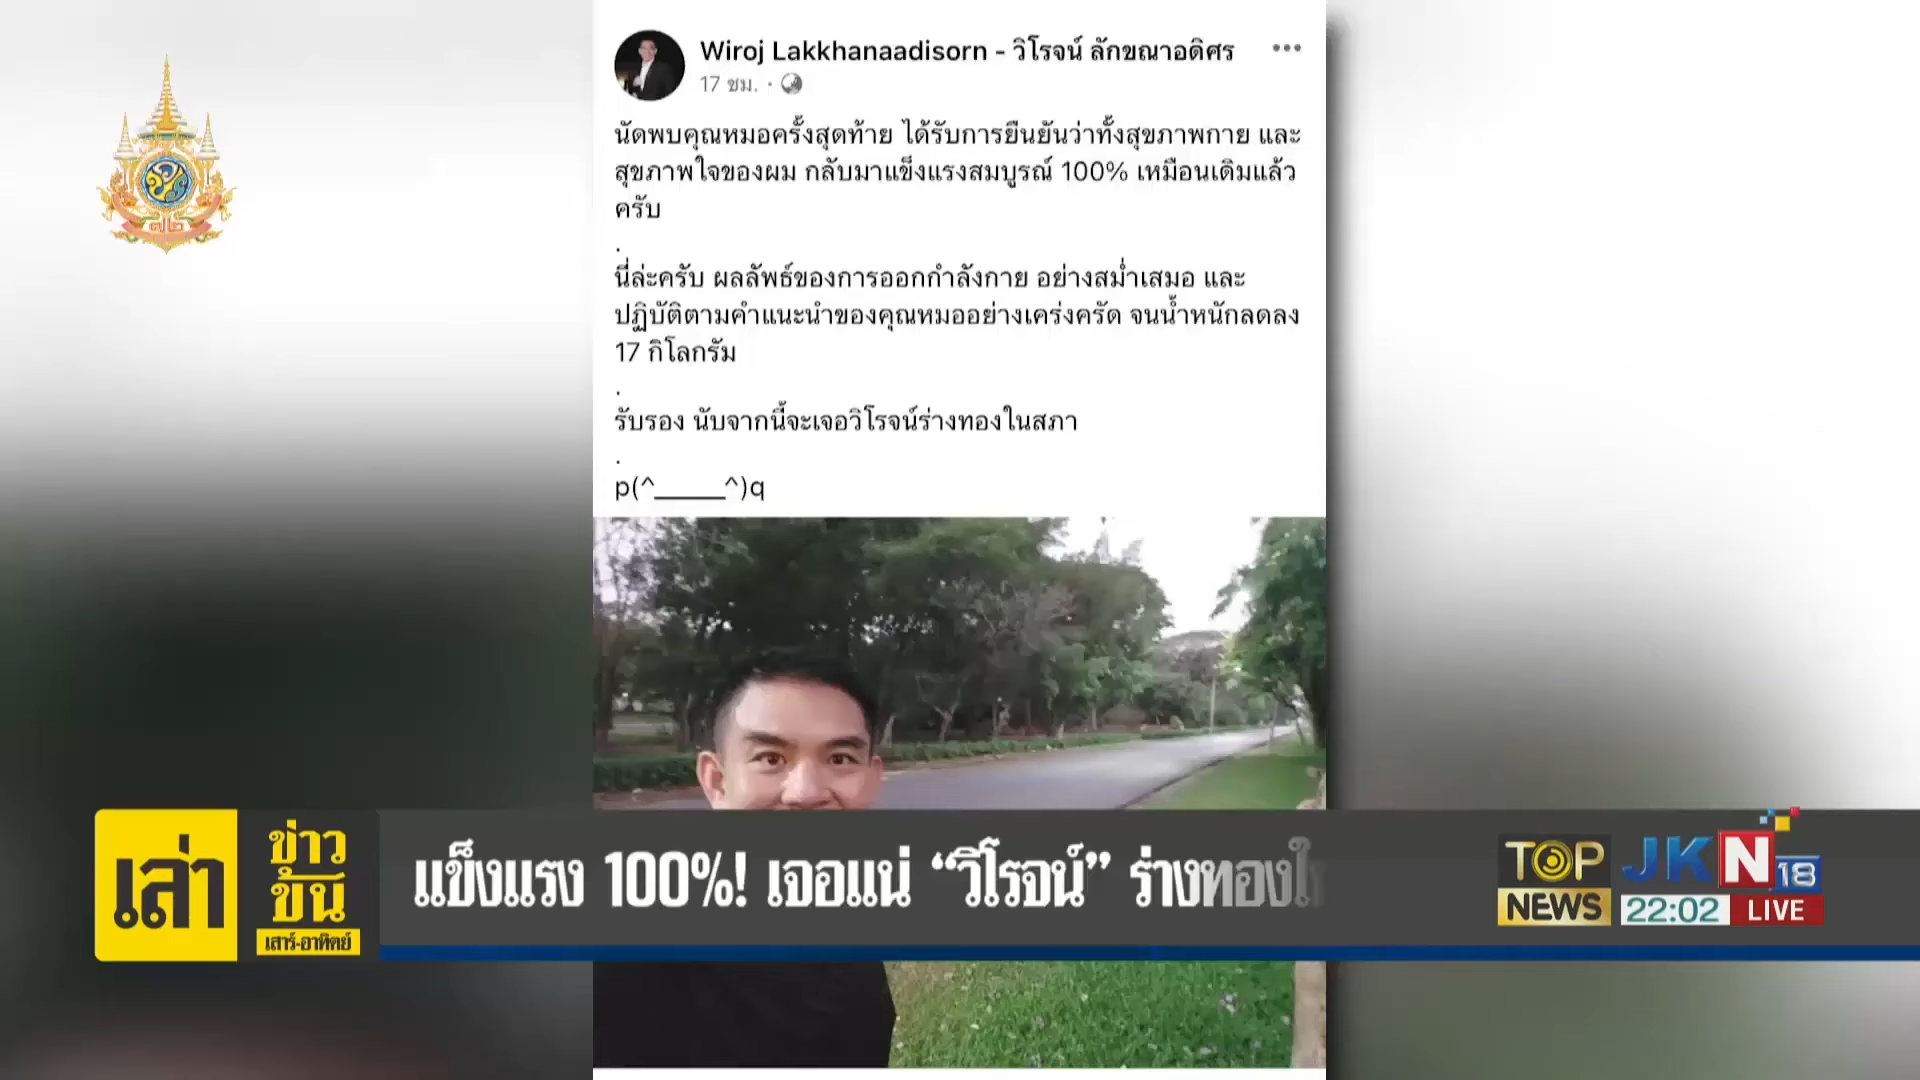 Wiroj Lakkhanaadisorn - วิโรจน์ ลักขณาอดิศร
17 ชม. ·
นัดพบคุณหมอครั้งสุดท้าย ได้รับการยืนยันว่าทั้งสุขภาพกาย และ
สุขภาพใจของผม กลับมาแข็งแรงสมบูรณ์ 100% เหมือนเดิมแล้ว
ครับ
.
นี่ล่ะครับ ผลลัพธ์ของการออกกำลังกาย อย่างสม่ำเสมอ และ
ปฏิบัติตามคำแนะนำของคุณหมออย่างเคร่งครัด จนน้ำหนักลดลง
17 กิโลกรัม
.
รับรอง นับจากนี้จะเจอวิโรจน์ร่างทองในสภา
.
p(^_____^)q
๗๒
เล่า
ข่าว
ข้น
เสาร์-อาทิตย์
แข็งแรง 100%! เจอแน่ “วิโรจน์” ร่างทอง
TOP
NEWS
JKN 18
22:02 LIVE